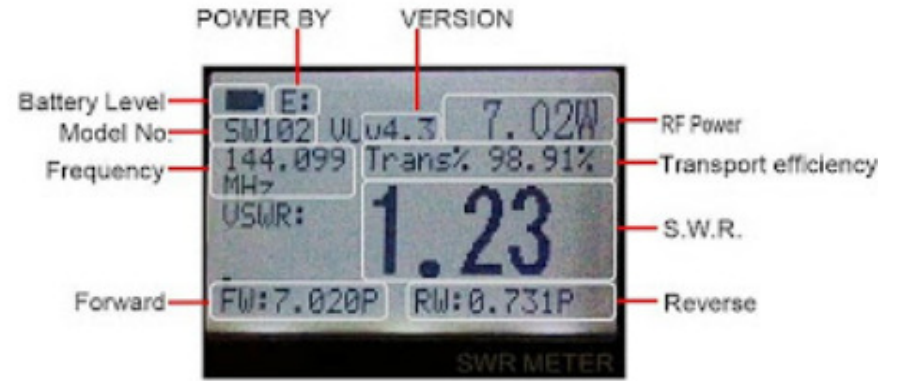 POWER BY VERSION
Battery Level E: 7.02W RF Power
Model No. SW102 VL v4.3
Frequency 144.099 Trans% 98.91% Transport efficiency
MHz
VSWR: 1.23 S.W.R.
Forward FW:7.020P RW:0.731P Reverse
SWR METER